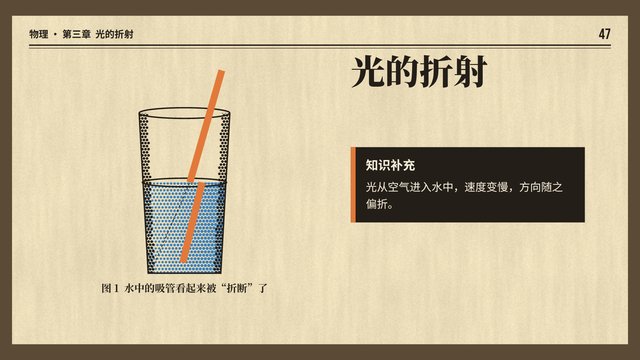 物理 · 第三章 光的折射
47
光的折射
知识补充
光从空气进入水中，速度变慢，方向随之
偏折。
图 1 水中的吸管看起来被“折断”了